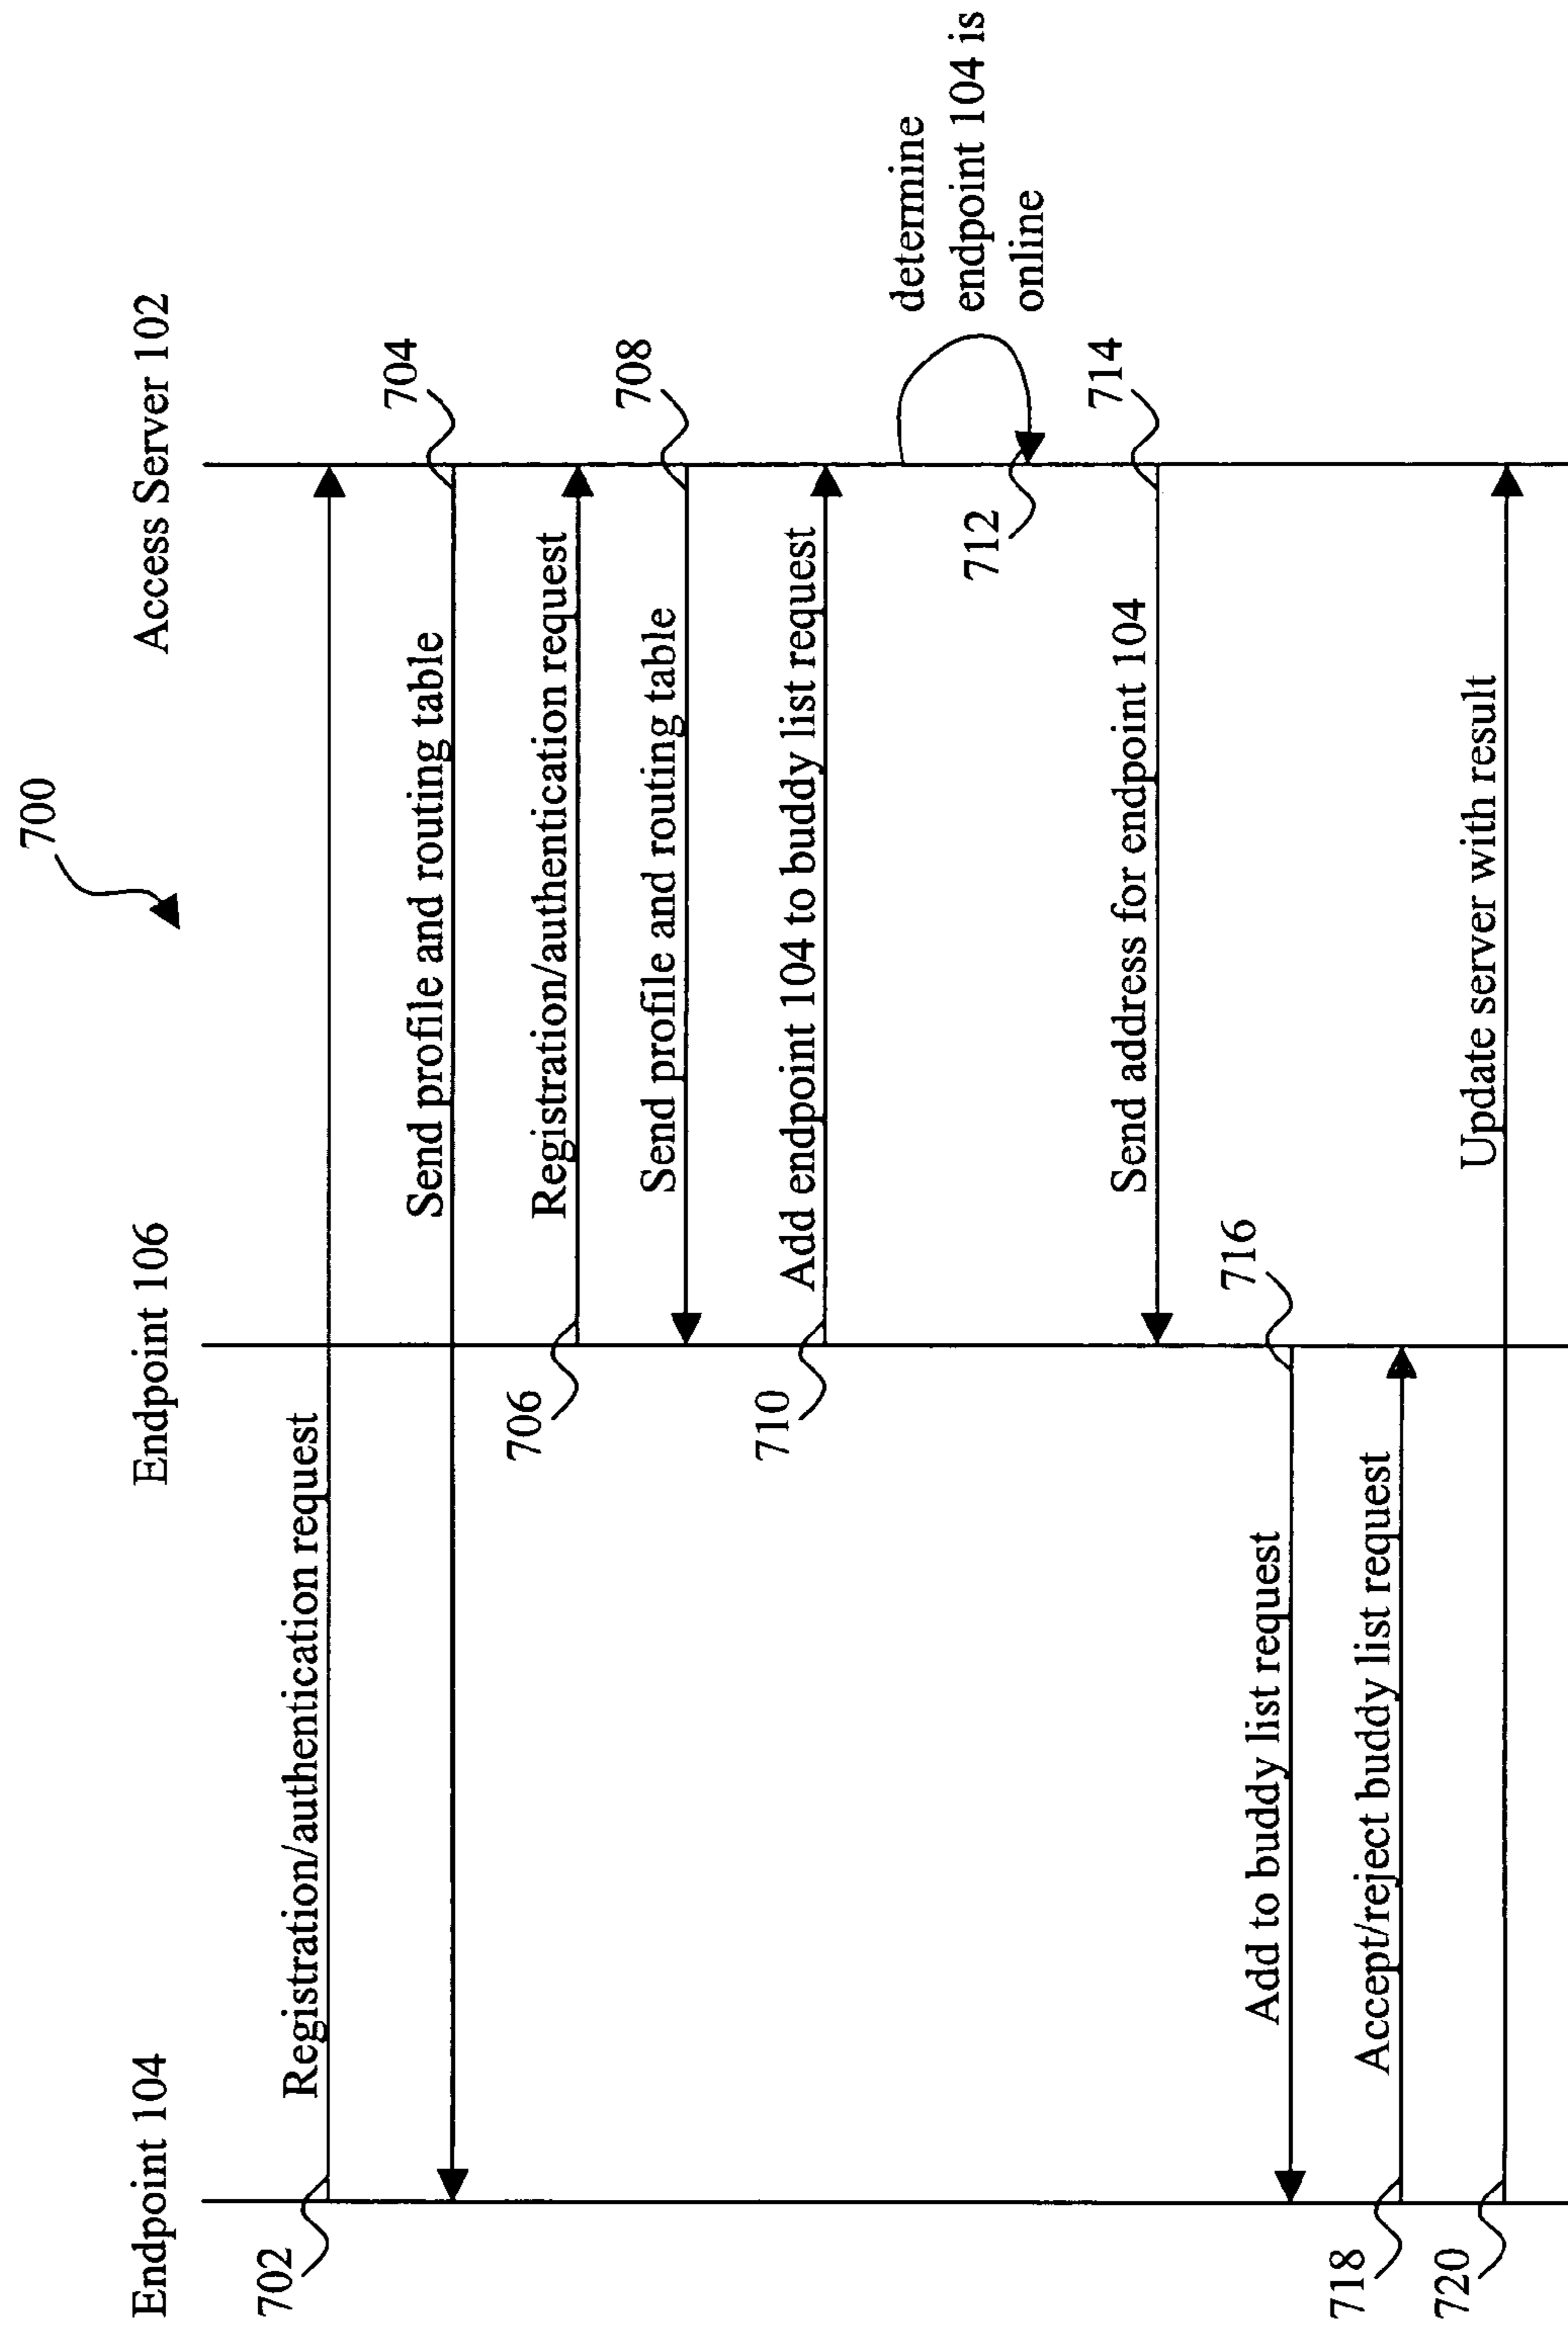 700
Endpoint 104
Endpoint 106
Access Server 102
702
Registration/authentication request
704
Send profile and routing table
706
Registration/authentication request
708
Send profile and routing table
710
Add endpoint 104 to buddy list request
determine
endpoint 104 is
online
712
714
Send address for endpoint 104
716
Add to buddy list request
718
Accept/reject buddy list request
720
Update server with result